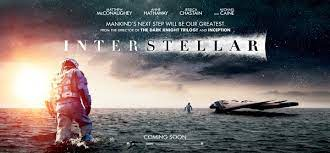 MATTHEW McCONAUGHEY ANNE HATHAWAY JESSICA CHASTAIN MICHAEL CAINE
MANKIND'S NEXT STEP WILL BE OUR GREATEST.
FROM THE DIRECTOR OF THE DARK KNIGHT TRILOGY AND INCEPTION
INTERSTELLAR
COMING SOON